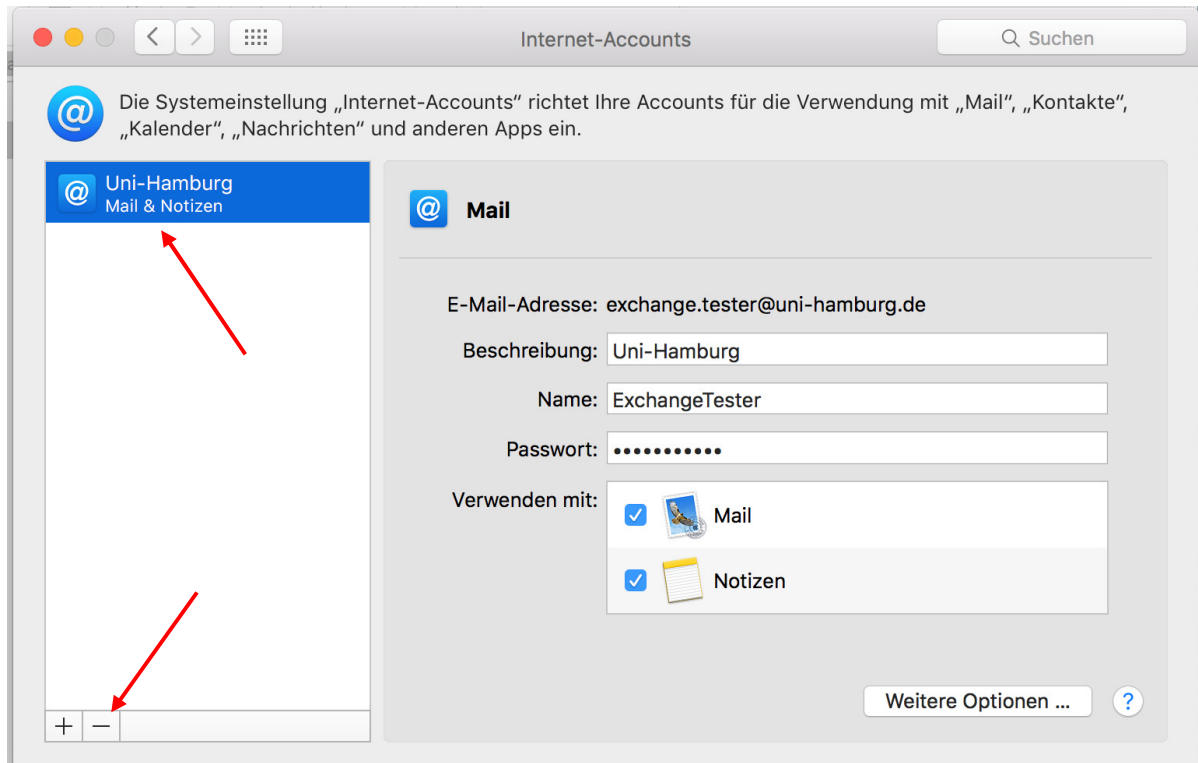 Internet-Accounts
Suchen
Die Systemeinstellung „Internet-Accounts“ richtet Ihre Accounts für die Verwendung mit „Mail“, „Kontakte“,
„Kalender“, „Nachrichten“ und anderen Apps ein.
Uni-Hamburg
Mail & Notizen
Mail
E-Mail-Adresse: exchange.tester@uni-hamburg.de
Beschreibung: Uni-Hamburg
Name: ExchangeTester
Passwort: •••••••••••
Verwenden mit:
Mail
Notizen
Weitere Optionen ... ?
+ −